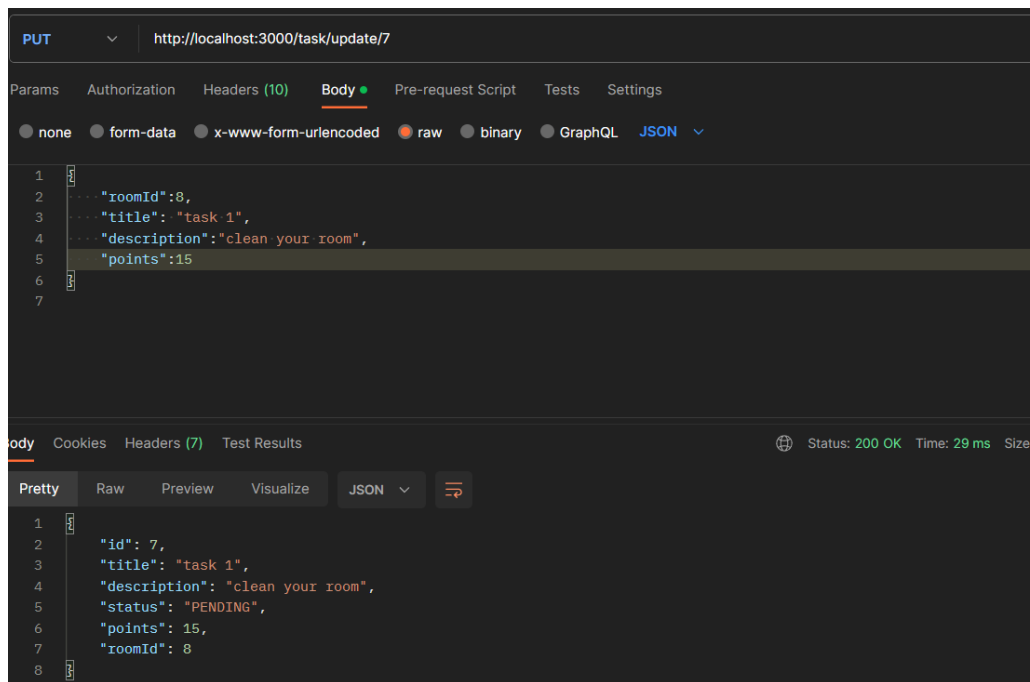 PUT http://localhost:3000/task/update/7
Params Authorization Headers (10) Body Pre-request Script Tests Settings
none form-data x-www-form-urlencoded raw binary GraphQL JSON
1 {
2 "roomId":8,
3 "title": "task 1",
4 "description":"clean your room",
5 "points":15
6 }
7
Body Cookies Headers (7) Test Results Status: 200 OK Time: 29 ms Size
Pretty Raw Preview Visualize JSON
1 {
2 "id": 7,
3 "title": "task 1",
4 "description": "clean your room",
5 "status": "PENDING",
6 "points": 15,
7 "roomId": 8
8 }